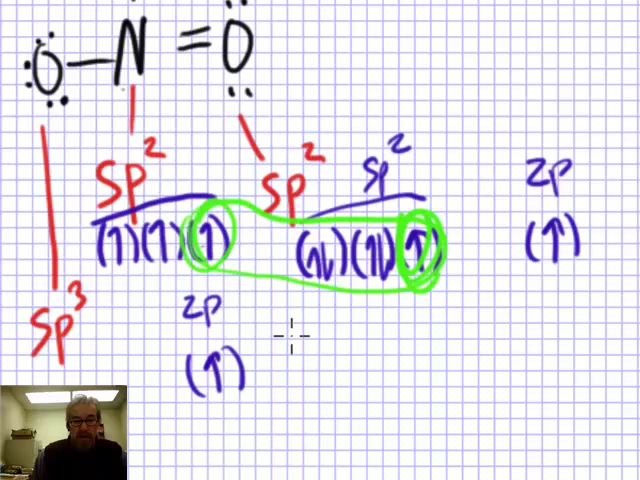 :Ö: — N = O
sp² sp² sp² 2p
(↑)(↑)(↑) (⇅)(⇅)(↑) (↑)
sp³ 2p
(↑)